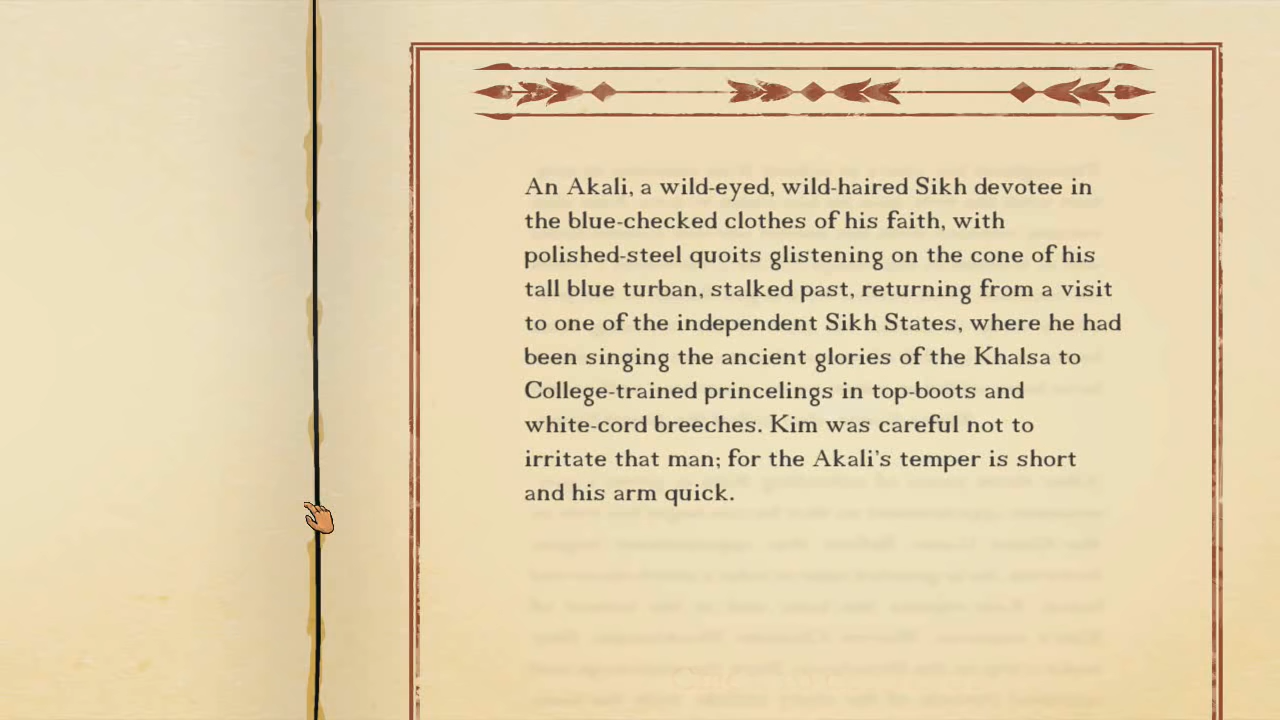 An Akali, a wild-eyed, wild-haired Sikh devotee in
the blue-checked clothes of his faith, with
polished-steel quoits glistening on the cone of his
tall blue turban, stalked past, returning from a visit
to one of the independent Sikh States, where he had
been singing the ancient glories of the Khalsa to
College-trained princelings in top-boots and
white-cord breeches. Kim was careful not to
irritate that man; for the Akali's temper is short
and his arm quick.